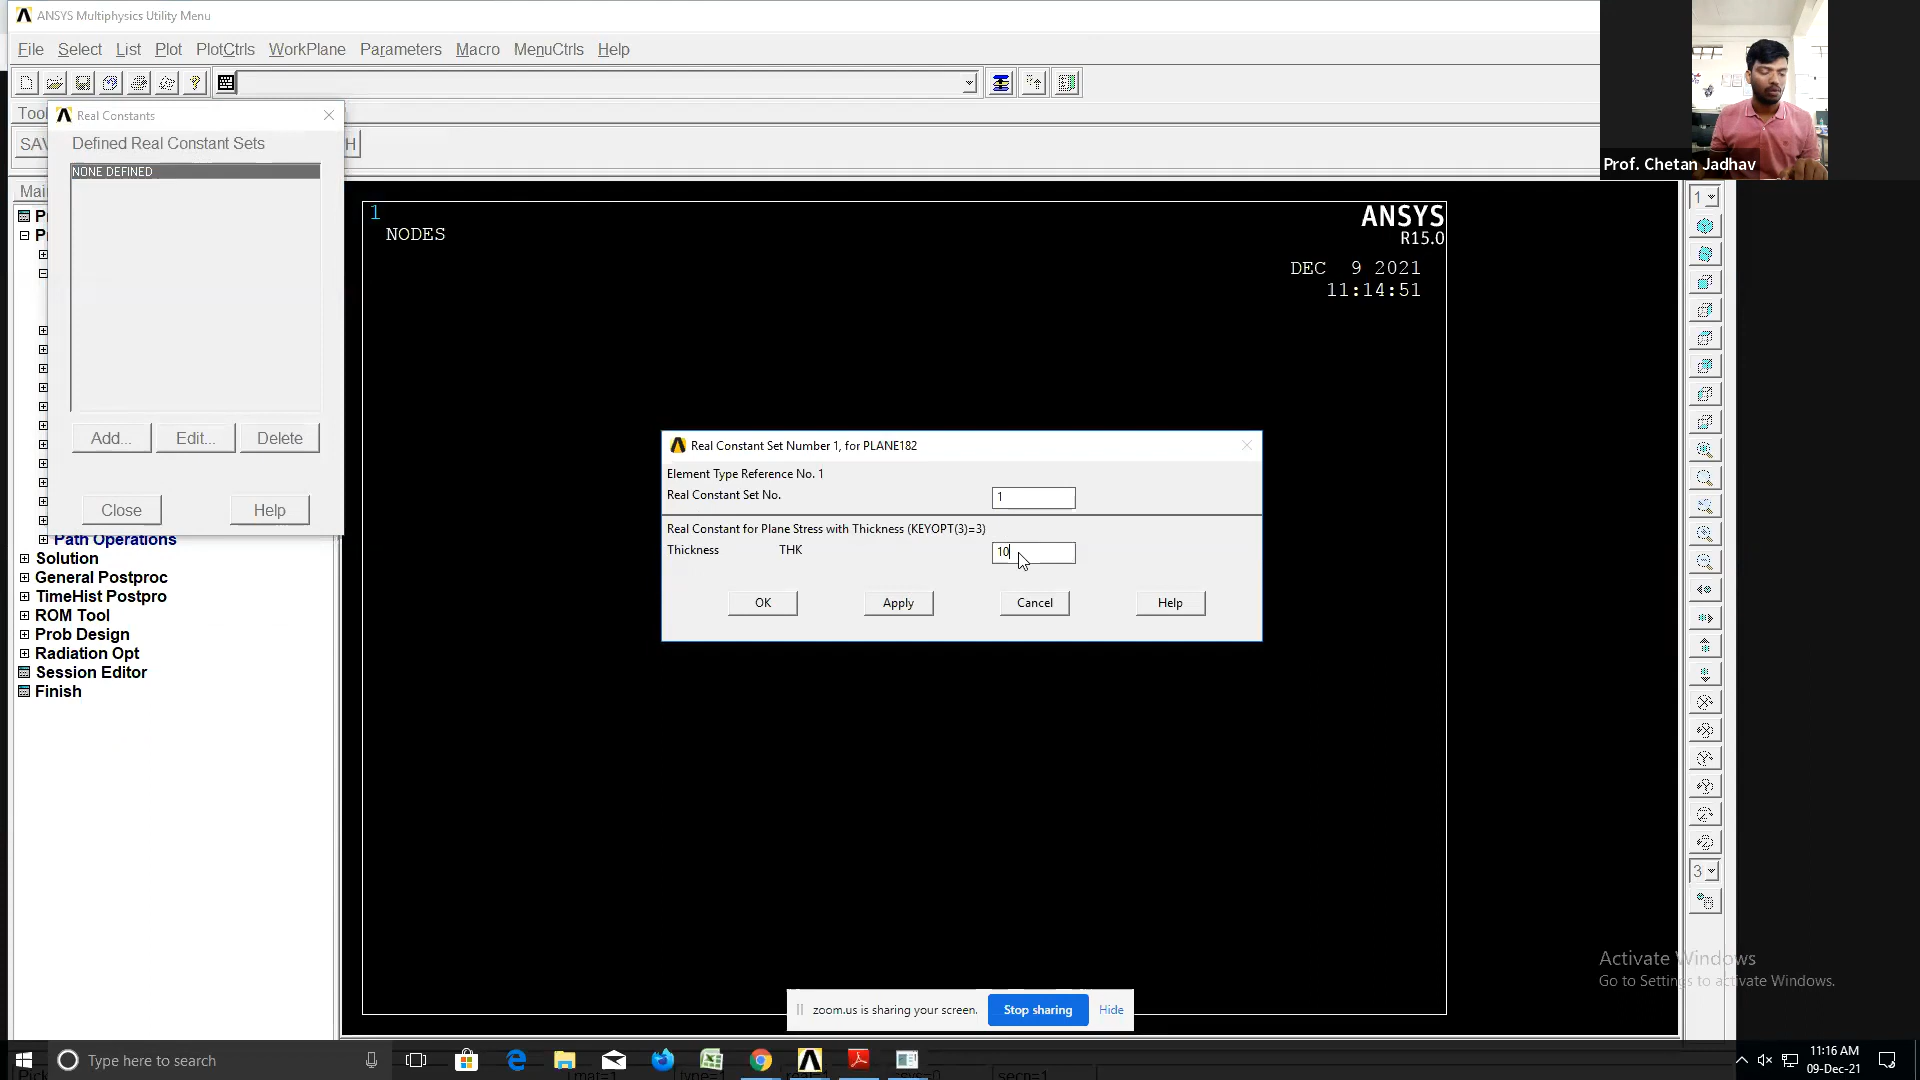 ANSYS Multiphysics Utility Menu
File Select List Plot PlotCtrls WorkPlane Parameters Macro MenuCtrls Help
Real Constants
Defined Real Constant Sets
NONE DEFINED
Add... Edit... Delete
Close Help
Path Operations
Solution
General Postproc
TimeHist Postpro
ROM Tool
Prob Design
Radiation Opt
Session Editor
Finish
1
NODES
ANSYS
R15.0
DEC 9 2021
11:14:51
Real Constant Set Number 1, for PLANE182
Element Type Reference No. 1
Real Constant Set No. 1
Real Constant for Plane Stress with Thickness (KEYOPT(3)=3)
Thickness THK 10
OK Apply Cancel Help
Prof. Chetan Jadhav
1
3
Activate Windows
Go to Settings to activate Windows.
zoom.us is sharing your screen. Stop sharing Hide
Type here to search
11:16 AM
09-Dec-21